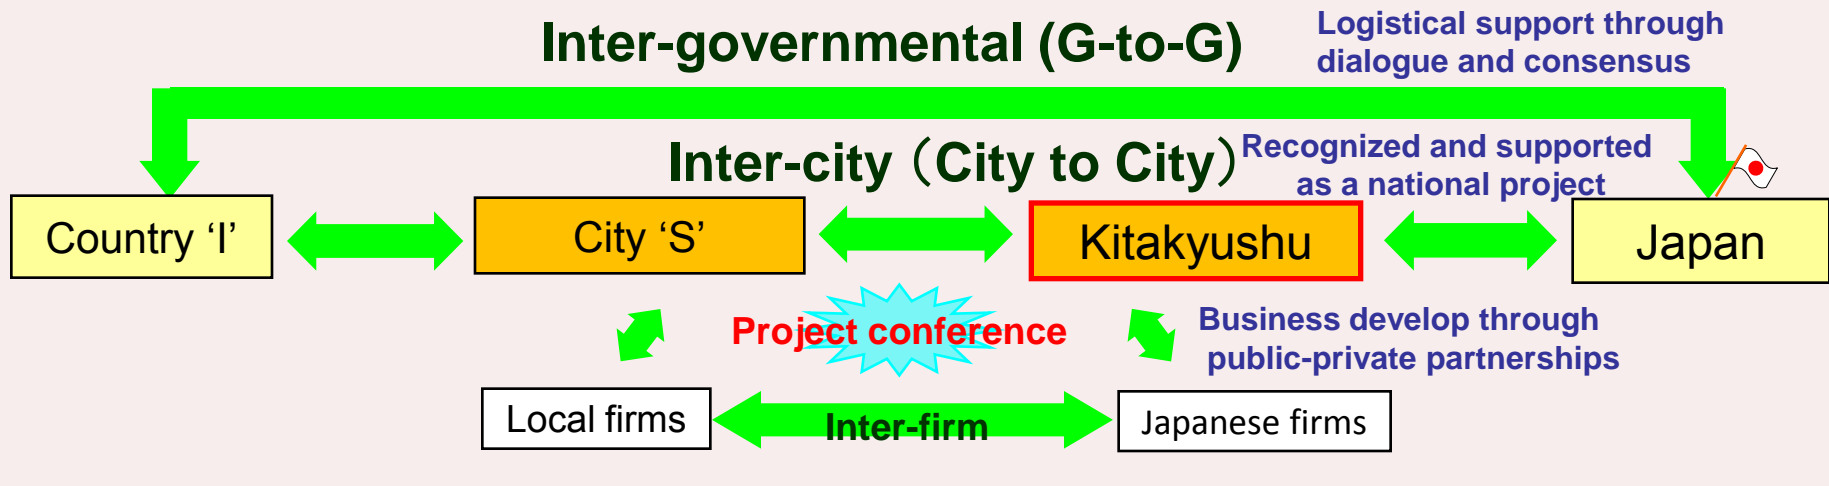 Inter-governmental (G-to-G)
Logistical support through
dialogue and consensus
Inter-city（City to City）
Recognized and supported
as a national project
Country ‘I’
City ‘S’
Kitakyushu
Japan
Project conference
Business develop through
public-private partnerships
Local firms
Inter-firm
Japanese firms